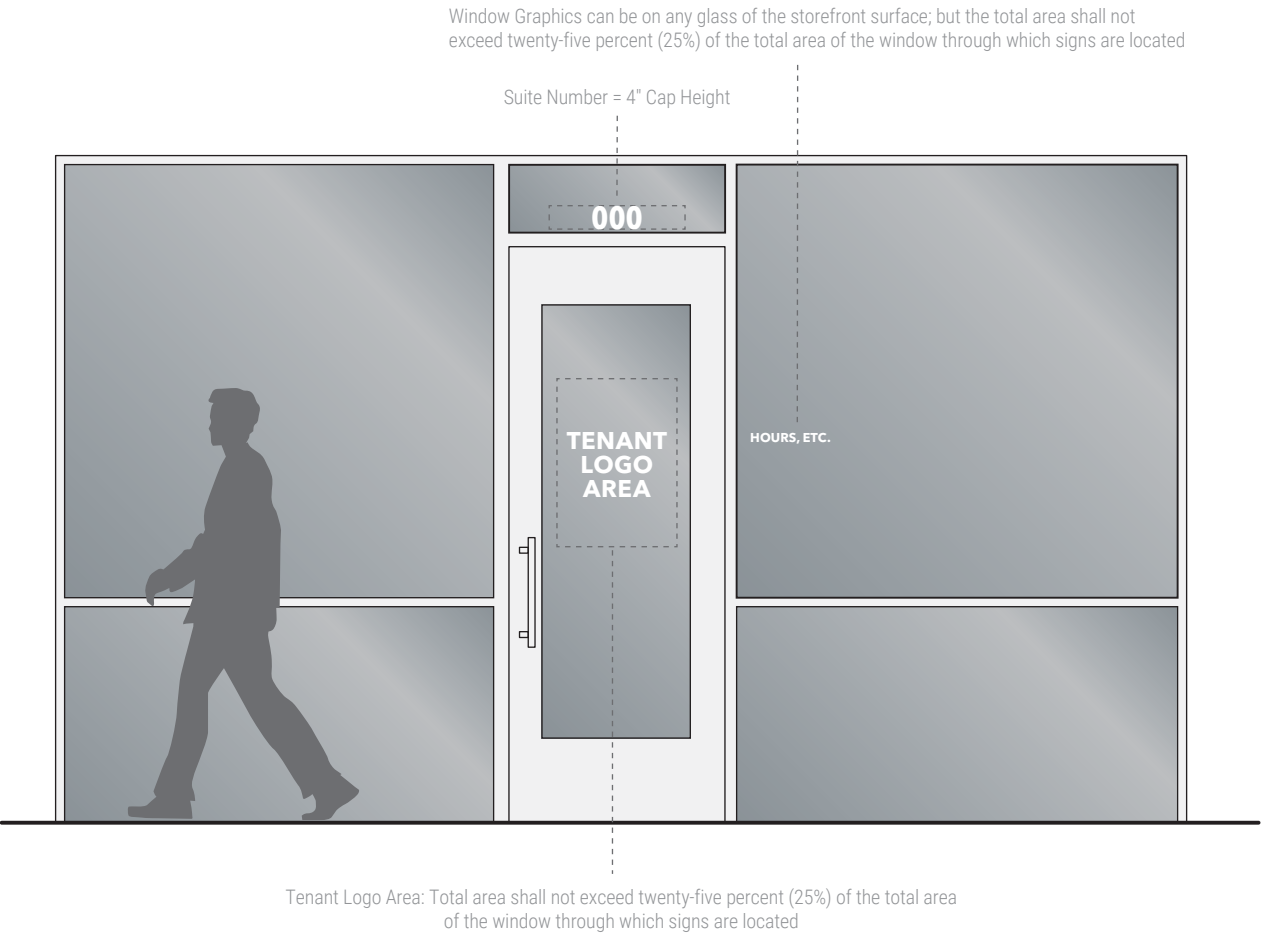 Window Graphics can be on any glass of the storefront surface; but the total area shall not
exceed twenty-five percent (25%) of the total area of the window through which signs are located
Suite Number = 4" Cap Height
000
TENANT
LOGO
AREA
HOURS, ETC.
Tenant Logo Area: Total area shall not exceed twenty-five percent (25%) of the total area
of the window through which signs are located